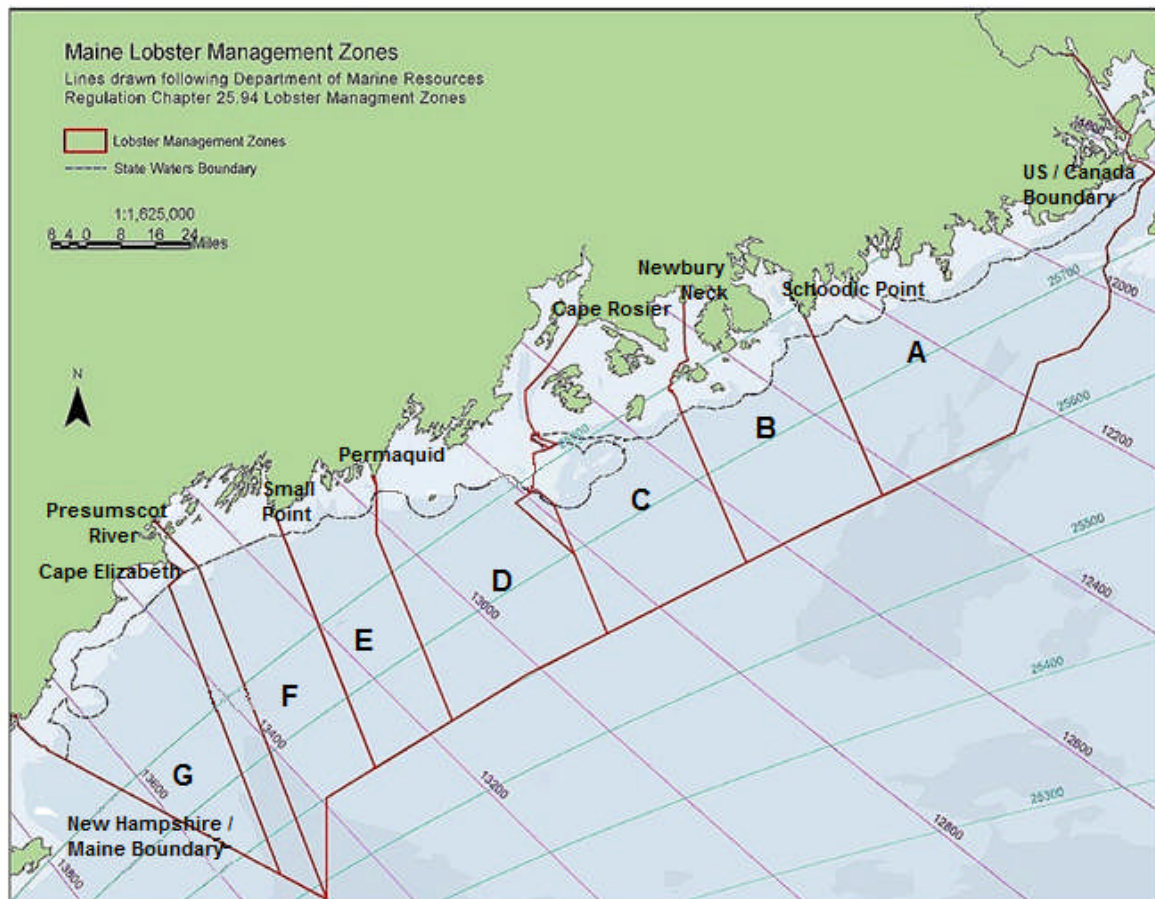 Maine Lobster Management Zones
Lines drawn following Department of Marine Resources
Regulation Chapter 25.94 Lobster Managment Zones
Lobster Management Zones
State Waters Boundary
1:1,625,000
8 4 0 8 16 24
Miles
US / Canada
Boundary
Newbury
Neck
Schoodic Point
Cape Rosier
25700
12000
A
N
25600
12200
B
Permaquid
Small
Point
Presumscot
River
C
25500
Cape Elizabeth
D
12400
13000
E
25400
F
13400
12600
G
13600
13200
25300
New Hampshire /
Maine Boundary
12800
13800